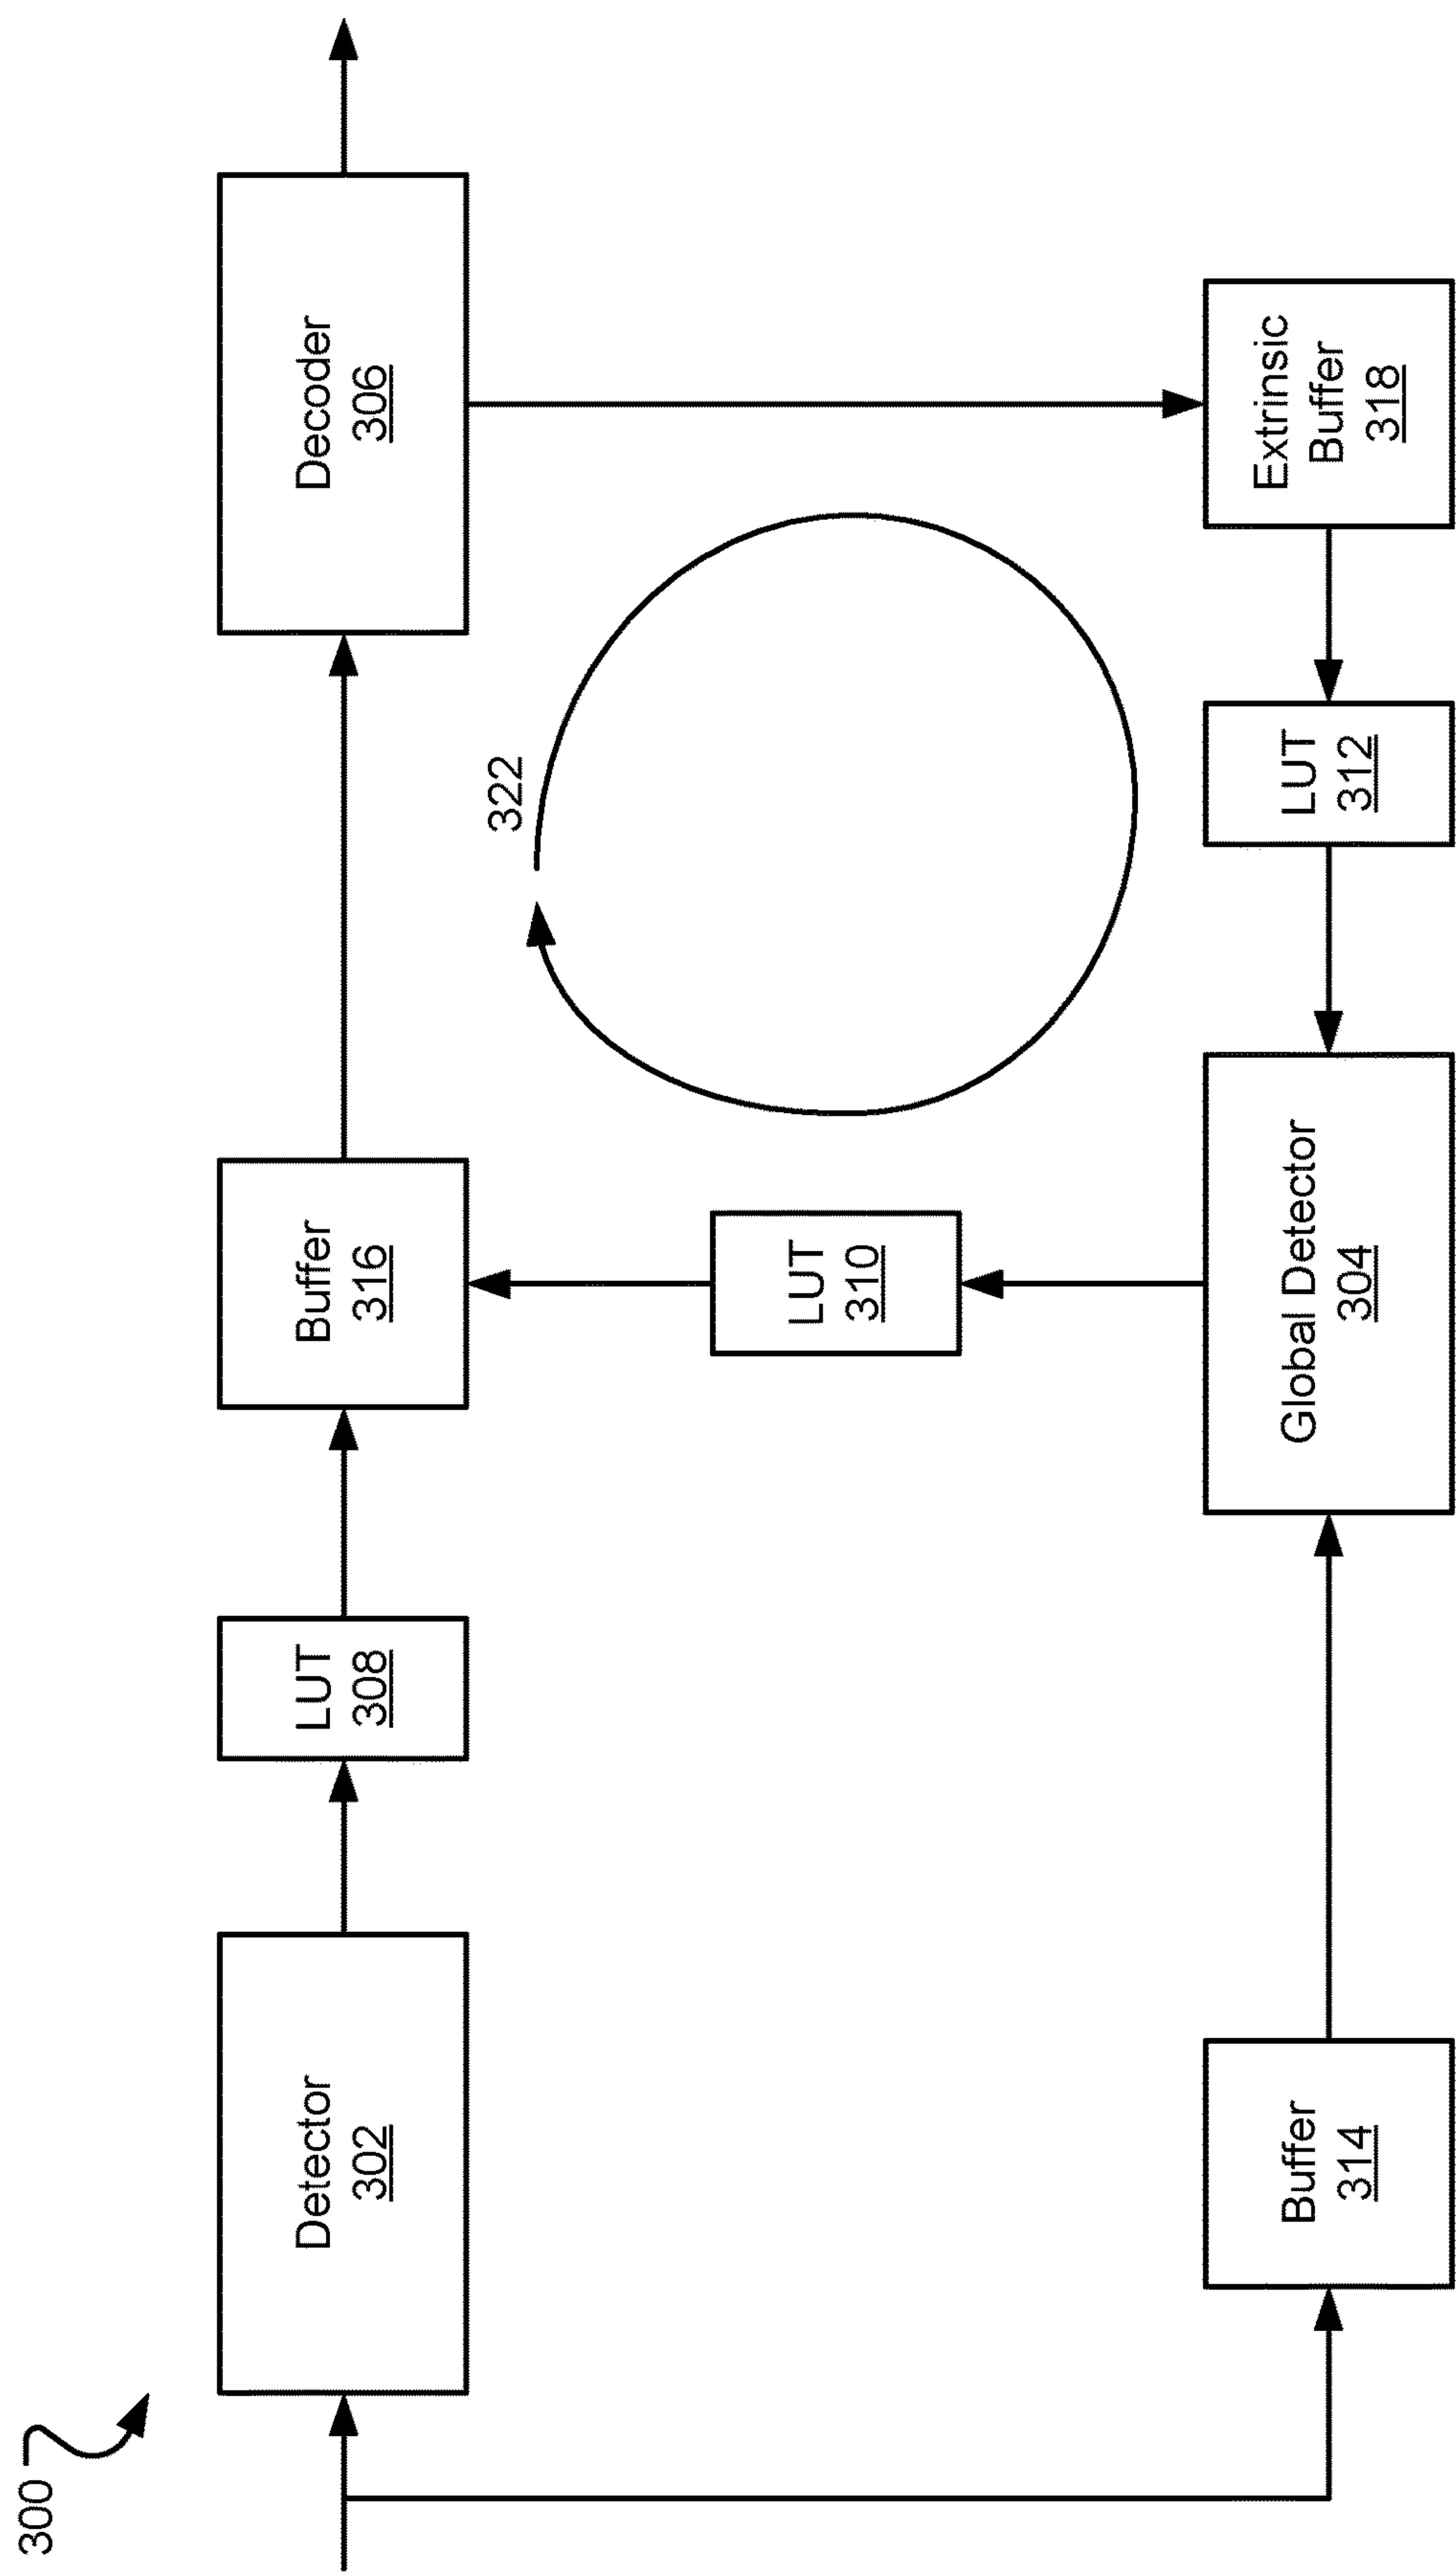 300
Detector
302
LUT
308
Buffer
316
Decoder
306
322
LUT
310
Buffer
314
Global Detector
304
LUT
312
Extrinsic
Buffer
318